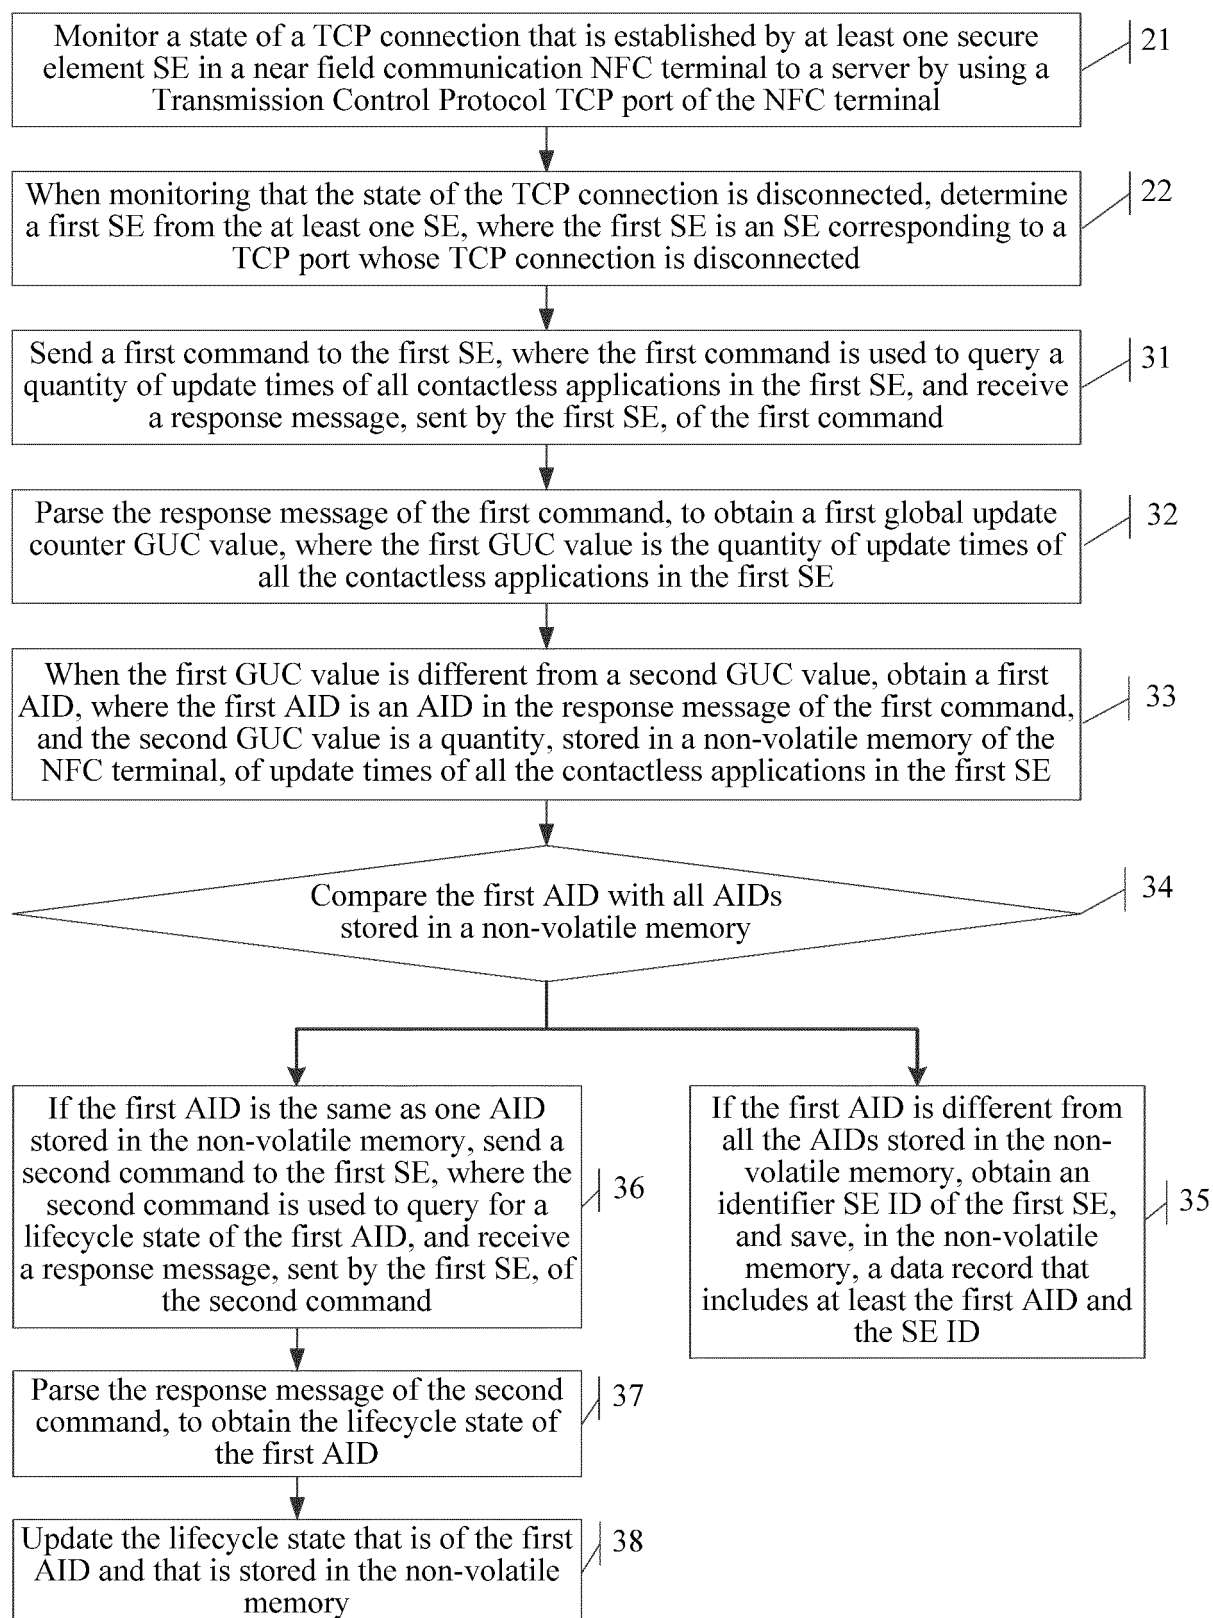 Monitor a state of a TCP connection that is established by at least one secure
element SE in a near field communication NFC terminal to a server by using a
Transmission Control Protocol TCP port of the NFC terminal
21
When monitoring that the state of the TCP connection is disconnected, determine
a first SE from the at least one SE, where the first SE is an SE corresponding to a
TCP port whose TCP connection is disconnected
22
Send a first command to the first SE, where the first command is used to query a
quantity of update times of all contactless applications in the first SE, and receive
a response message, sent by the first SE, of the first command
31
Parse the response message of the first command, to obtain a first global update
counter GUC value, where the first GUC value is the quantity of update times of
all the contactless applications in the first SE
32
When the first GUC value is different from a second GUC value, obtain a first
AID, where the first AID is an AID in the response message of the first command,
and the second GUC value is a quantity, stored in a non-volatile memory of the
NFC terminal, of update times of all the contactless applications in the first SE
33
Compare the first AID with all AIDs
stored in a non-volatile memory
34
If the first AID is the same as one AID
stored in the non-volatile memory, send a
second command to the first SE, where the
second command is used to query for a
lifecycle state of the first AID, and receive
a response message, sent by the first SE, of
the second command
36
If the first AID is different from
all the AIDs stored in the non-
volatile memory, obtain an
identifier SE ID of the first SE,
and save, in the non-volatile
memory, a data record that
includes at least the first AID and
the SE ID
35
Parse the response message of the second
command, to obtain the lifecycle state of
the first AID
37
Update the lifecycle state that is of the first
AID and that is stored in the non-volatile
memory
38